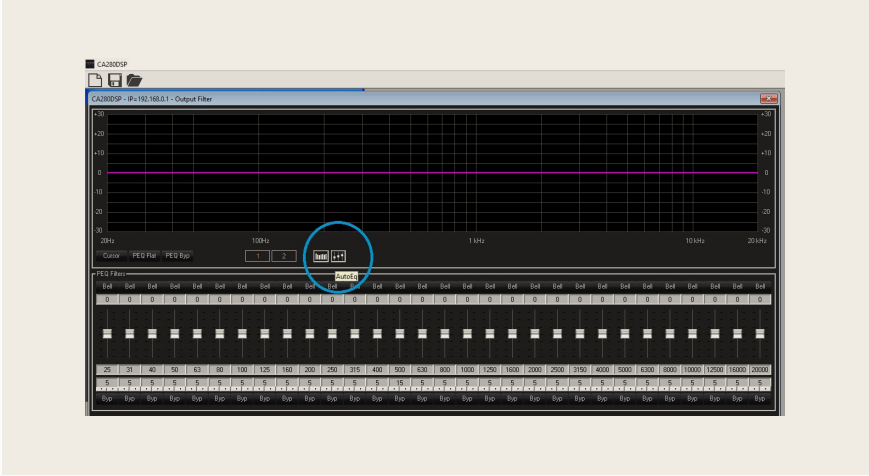 CA280DSP
CA280DSP - IP=192.168.0.1 - Output Filter
+30 +30
+20 +20
+10 +10
0 0
-10 -10
-20 -20
-30 -30
20Hz 100Hz 1 kHz 10 kHz 20 kHz
Cursor PEQ Flat PEQ Byp 1 2
AutoEq
PEQ Filters
Bell Bell Bell Bell Bell Bell Bell Bell Bell Bell Bell Bell Bell Bell Bell Bell Bell Bell Bell Bell Bell Bell Bell Bell Bell Bell Bell Bell Bell Bell
0 0 0 0 0 0 0 0 0 0 0 0 0 0 0 0 0 0 0 0 0 0 0 0 0 0 0 0 0 0
25 31 40 50 63 80 100 125 160 200 250 315 400 500 630 800 1000 1250 1600 2000 2500 3150 4000 5000 6300 8000 10000 12500 16000 20000
5 5 5 5 5 5 5 5 5 5 5 5 5 15 5 5 5 5 5 5 5 5 5 5 5 5 5 5 5 5
Byp Byp Byp Byp Byp Byp Byp Byp Byp Byp Byp Byp Byp Byp Byp Byp Byp Byp Byp Byp Byp Byp Byp Byp Byp Byp Byp Byp Byp Byp